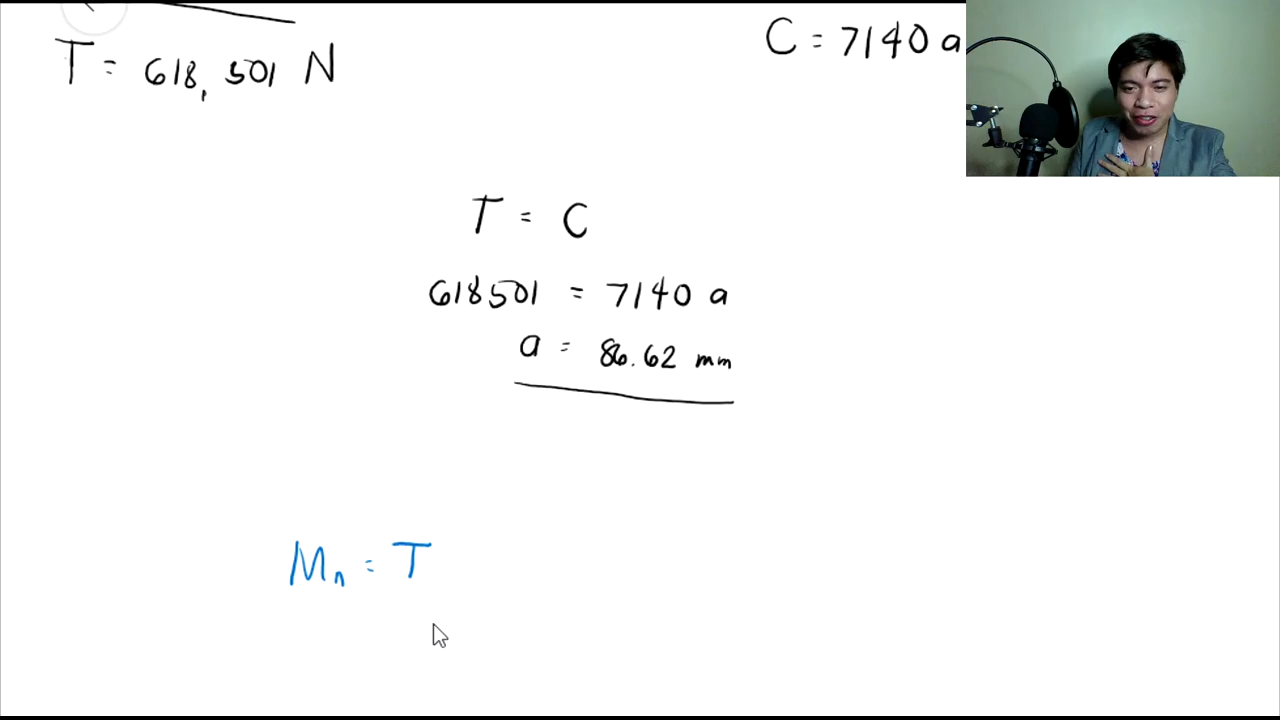 T = 618,501 N
C = 7140 a
T = C
618501 = 7140 a
a = 86.62 mm
Mn = T